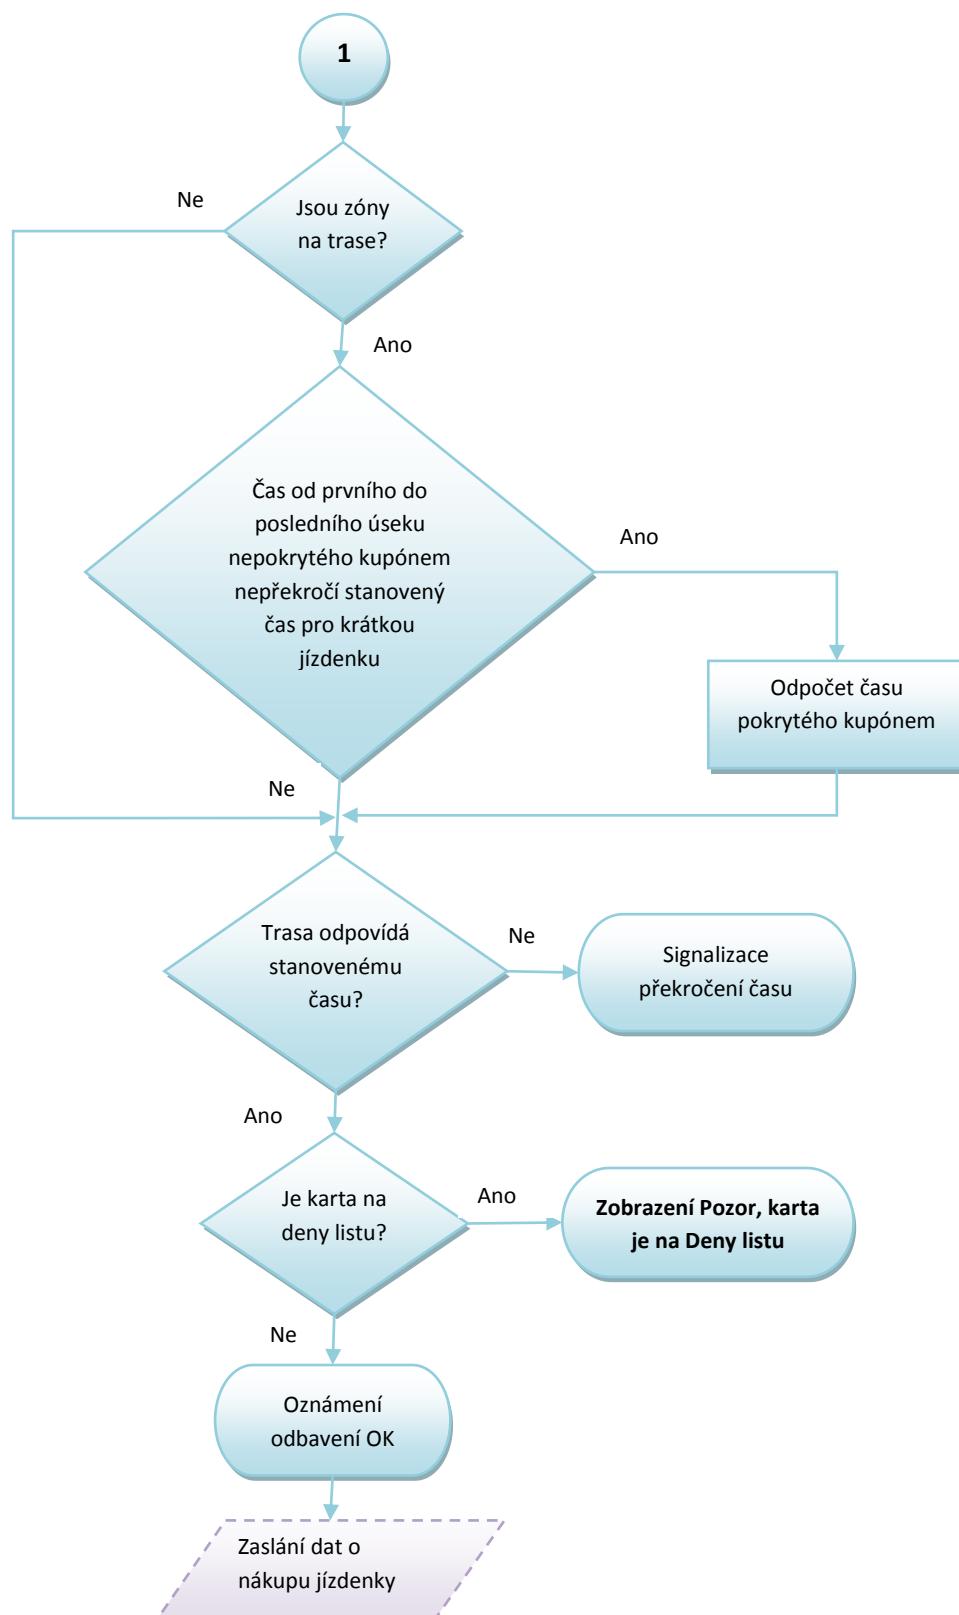 1
Ne
Jsou zóny
na trase?
Ano
Čas od prvního do
posledního úseku
nepokrytého kupónem
nepřekročí stanovený
čas pro krátkou
jízdenku
Ano
Odpočet času
pokrytého kupónem
Ne
Trasa odpovídá
stanovenému
času?
Ne
Signalizace
překročení času
Ano
Je karta na
deny listu?
Ano
Zobrazení Pozor, karta
je na Deny listu
Ne
Oznámení
odbavení OK
Zaslání dat o
nákupu jízdenky